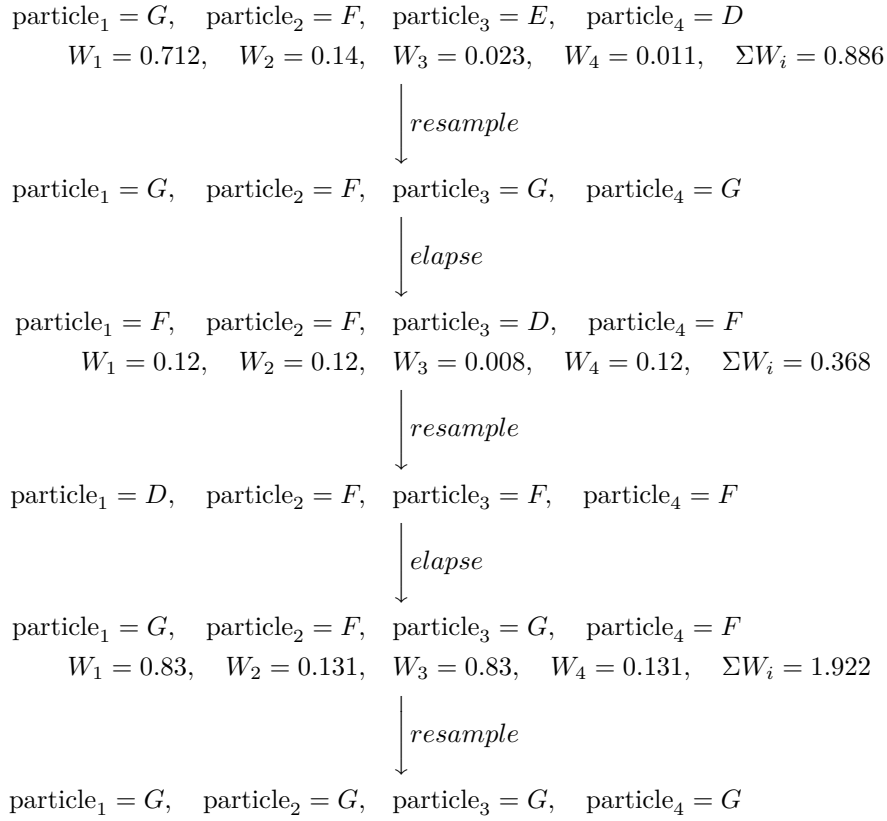 particle₁ = G, particle₂ = F, particle₃ = E, particle₄ = D
W₁ = 0.712, W₂ = 0.14, W₃ = 0.023, W₄ = 0.011, ΣWᵢ = 0.886
resample
particle₁ = G, particle₂ = F, particle₃ = G, particle₄ = G
elapse
particle₁ = F, particle₂ = F, particle₃ = D, particle₄ = F
W₁ = 0.12, W₂ = 0.12, W₃ = 0.008, W₄ = 0.12, ΣWᵢ = 0.368
resample
particle₁ = D, particle₂ = F, particle₃ = F, particle₄ = F
elapse
particle₁ = G, particle₂ = F, particle₃ = G, particle₄ = F
W₁ = 0.83, W₂ = 0.131, W₃ = 0.83, W₄ = 0.131, ΣWᵢ = 1.922
resample
particle₁ = G, particle₂ = G, particle₃ = G, particle₄ = G